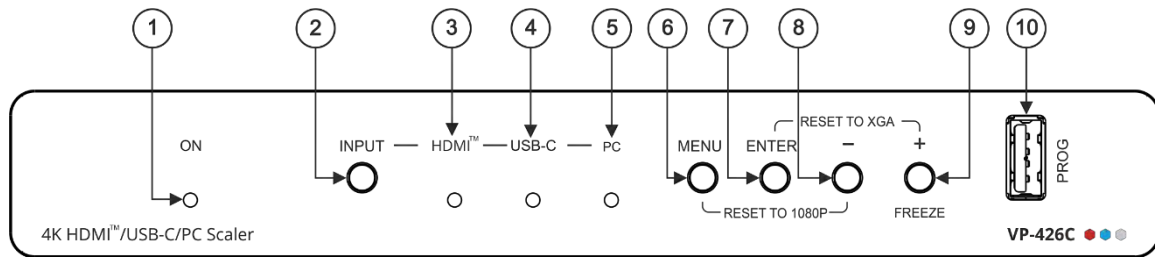 1 2 3 4 5 6 7 8 9 10
RESET TO XGA
ON INPUT HDMI™ USB-C PC MENU ENTER − +
PROG
RESET TO 1080P FREEZE
4K HDMI™/USB-C/PC Scaler VP-426C